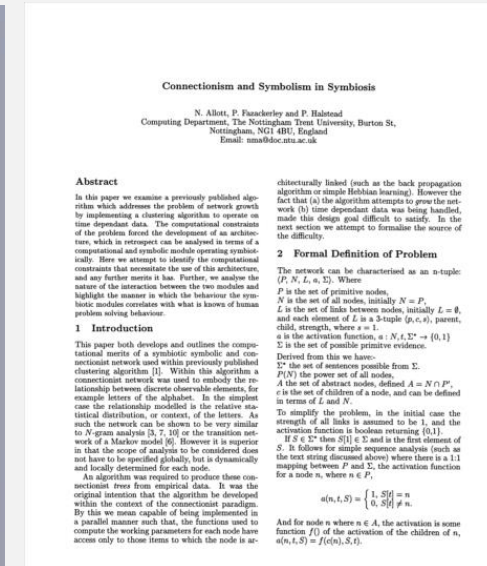 Connectionism and Symbolism in Symbiosis
N. Allott, P. Fazackerley and P. Halstead
Computing Department, The Nottingham Trent University, Burton St,
Nottingham, NG1 4BU, England
Email: nma@doc.ntu.ac.uk
Abstract
In this paper we examine a previously published algo-
rithm which addresses the problem of network growth
by implementing a clustering algorithm to operate on
time dependant data. The computational constraints
of the problem forced the development of an architec-
ture, which in retrospect can be analysed in terms of a
computational and symbolic module operating symbiot-
ically. Here we attempt to identify the computational
constraints that necessitate the use of this architecture,
and any further merits it has. Further, we analyse the
nature of the interaction between the two modules and
highlight the manner in which the behaviour the sym-
biotic modules correlates with what is known of human
problem solving behaviour.
1 Introduction
This paper both develops and outlines the compu-
tational merits of a symbiotic symbolic and con-
nectionist network used within previously published
clustering algorithm [1]. Within this algorithm a
connectionist network was used to embody the re-
lationship between discrete observable elements, for
example letters of the alphabet. In the simplest
case the relationship modelled is the relative sta-
tistical distribution, or context, of the letters. As
such the network can be shown to be very similar
to N-gram analysis [3, 7, 10] or the transition net-
work of a Markov model [6]. However it is superior
in that the scope of analysis to be considered does
not have to be specified globally, but is dynamically
and locally determined for each node.
An algorithm was required to produce these con-
nectionist trees from empirical data. It was the
original intention that the algorithm be developed
within the context of the connectionist paradigm.
By this we mean capable of being implemented in
a parallel manner such that, the functions used to
compute the working parameters for each node have
access only to those items to which the node is ar-
chitecturally linked (such as the back propagation
algorithm or simple Hebbian learning). However the
fact that (a) the algorithm attempts to grow the net-
work (b) time dependant data was being handled,
made this design goal difficult to satisfy. In the
next section we attempt to formalise the source of
the difficulty.
2 Formal Definition of Problem
The network can be characterised as an n-tuple:
(P, N, L, a, Σ). Where
P is the set of primitive nodes,
N is the set of all nodes, initially N = P,
L is the set of links between nodes, initially L = ∅,
and each element of L is a 3-tuple (p, c, s), parent,
child, strength, where s = 1.
a is the activation function, a : N, t, Σ* → {0,1}
Σ is the set of possible primitve evidence.
Derived from this we have:-
Σ* the set of sentences possible from Σ.
P(N) the power set of all nodes,
A the set of abstract nodes, defined A = N ∩ P',
c is the set of children of a node, and can be defined
in terms of L and N.
To simplify the problem, in the initial case the
strength of all links is assumed to be 1, and the
activation function is boolean returning {0,1}.
If S ∈ Σ* then S[1] ∈ Σ and is the first element of
S. It follows for simple sequence analysis (such as
the text string discussed above) where there is a 1:1
mapping between P and Σ, the activation function
for a node n, where n ∈ P,
a(n, t, S) = { 1, S[t] = n
0, S[t] ≠ n.
And for node n where n ∈ A, the activation is some
function f() of the activation of the children of n,
a(n, t, S) = f(c(n), S, t).